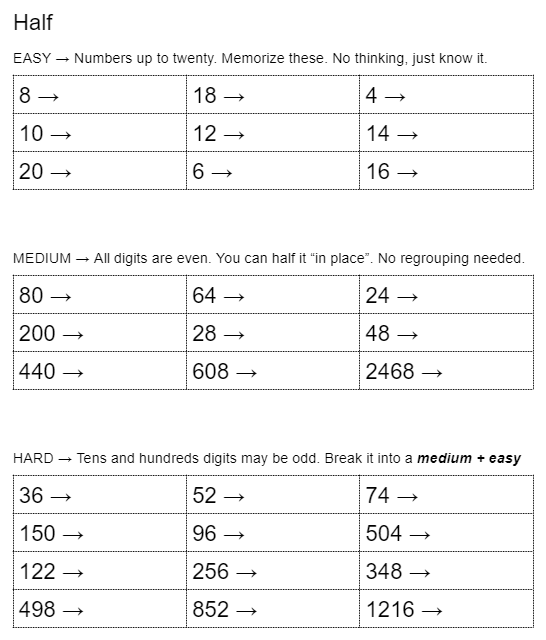 Half
EASY → Numbers up to twenty. Memorize these. No thinking, just know it.
8 → 18 → 4 →
10 → 12 → 14 →
20 → 6 → 16 →
MEDIUM → All digits are even. You can half it “in place”. No regrouping needed.
80 → 64 → 24 →
200 → 28 → 48 →
440 → 608 → 2468 →
HARD → Tens and hundreds digits may be odd. Break it into a medium + easy
36 → 52 → 74 →
150 → 96 → 504 →
122 → 256 → 348 →
498 → 852 → 1216 →